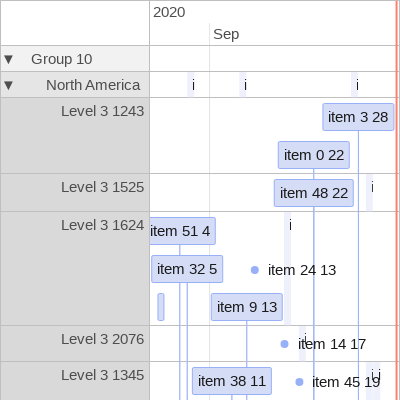 2020
Sep
▼ Group 10
▼ North America i i i
Level 3 1243 item 3 28
item 0 22
Level 3 1525 item 48 22 i
Level 3 1624 item 51 4 i
item 32 5 item 24 13
item 9 13
Level 3 2076 i item 14 17
Level 3 1345 item 38 11 item 45 19 i i